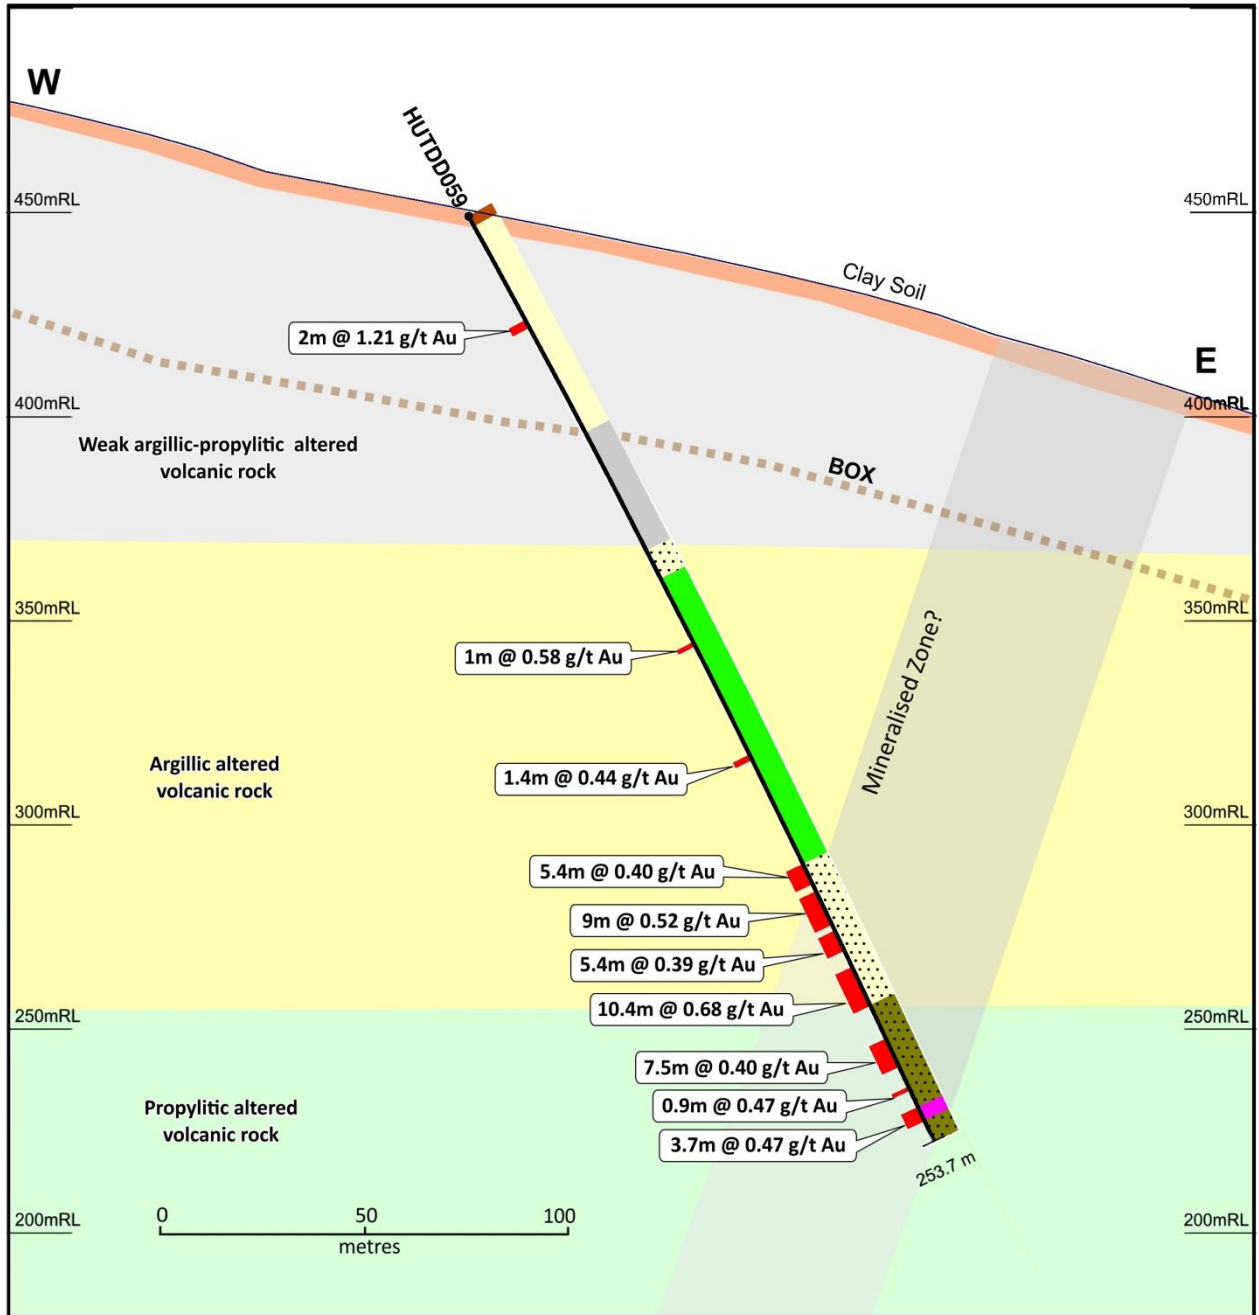 W
HUTDD059
450mRL
450mRL
Clay Soil
2m @ 1.21 g/t Au
E
400mRL
400mRL
Weak argillic-propylitic altered
volcanic rock
BOX
350mRL
350mRL
Mineralised Zone?
1m @ 0.58 g/t Au
Argillic altered
volcanic rock
1.4m @ 0.44 g/t Au
300mRL
300mRL
5.4m @ 0.40 g/t Au
9m @ 0.52 g/t Au
5.4m @ 0.39 g/t Au
10.4m @ 0.68 g/t Au
250mRL
250mRL
7.5m @ 0.40 g/t Au
0.9m @ 0.47 g/t Au
Propylitic altered
volcanic rock
3.7m @ 0.47 g/t Au
253.7 m
0 50 100
metres
200mRL
200mRL